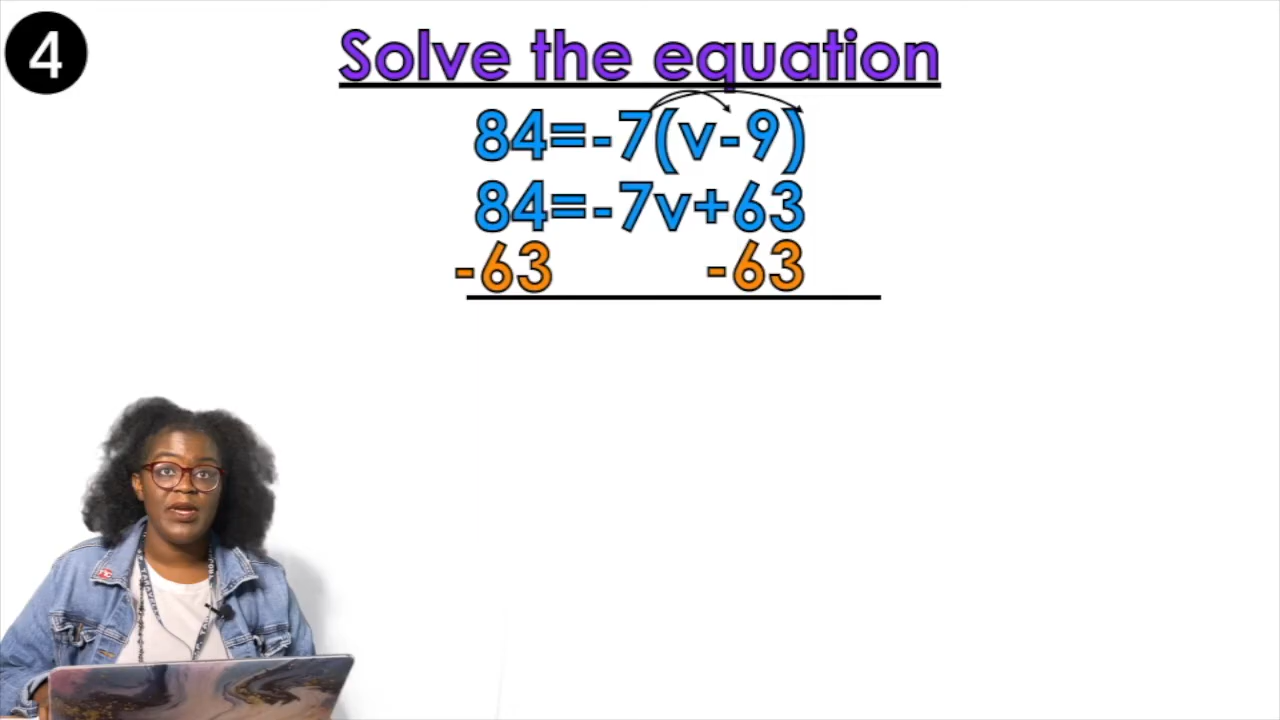 4
Solve the equation
84=-7(v-9)
84=-7v+63
-63 -63